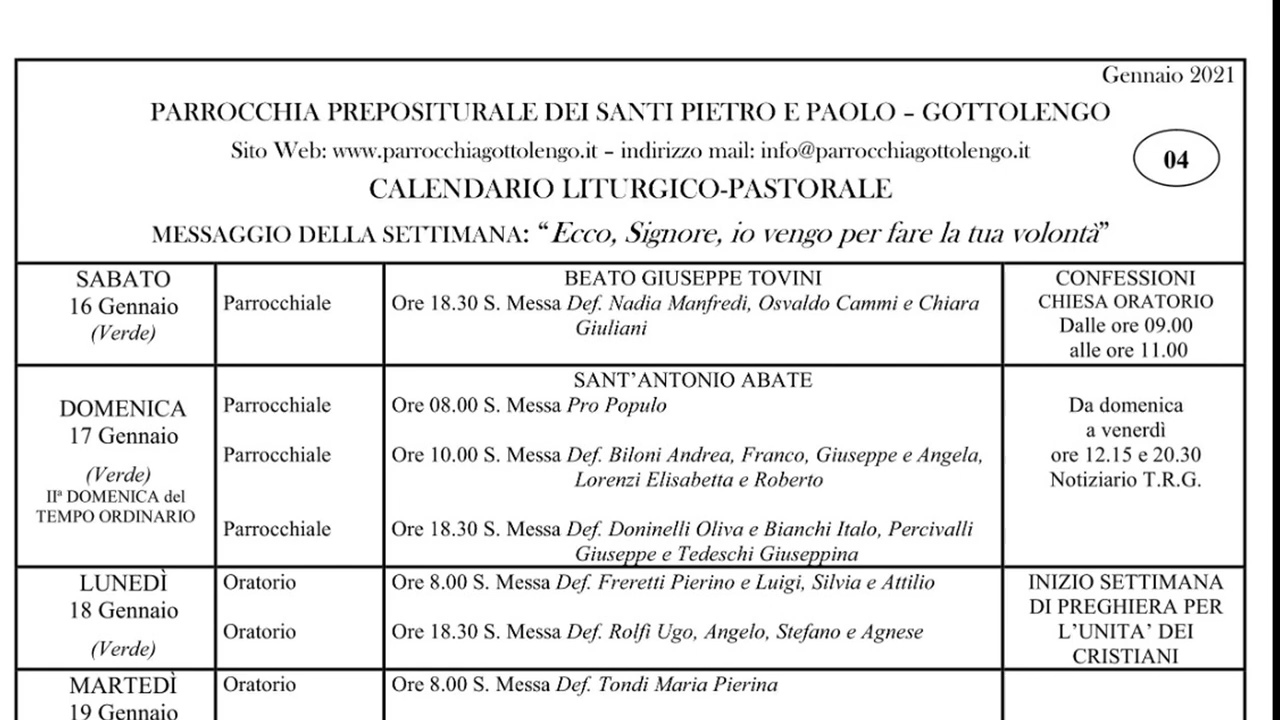 Gennaio 2021
PARROCCHIA PREPOSITURALE DEI SANTI PIETRO E PAOLO – GOTTOLENGO
Sito Web: www.parrocchiagottolengo.it – indirizzo mail: info@parrocchiagottolengo.it
04
CALENDARIO LITURGICO-PASTORALE
MESSAGGIO DELLA SETTIMANA: “Ecco, Signore, io vengo per fare la tua volontà”
SABATO
16 Gennaio
(Verde)
Parrocchiale
BEATO GIUSEPPE TOVINI
Ore 18.30 S. Messa Def. Nadia Manfredi, Osvaldo Cammi e Chiara
Giuliani
CONFESSIONI
CHIESA ORATORIO
Dalle ore 09.00
alle ore 11.00
DOMENICA
17 Gennaio
(Verde)
IIª DOMENICA del
TEMPO ORDINARIO
SANT’ANTONIO ABATE
Parrocchiale
Ore 08.00 S. Messa Pro Populo
Parrocchiale
Ore 10.00 S. Messa Def. Biloni Andrea, Franco, Giuseppe e Angela,
Lorenzi Elisabetta e Roberto
Parrocchiale
Ore 18.30 S. Messa Def. Doninelli Oliva e Bianchi Italo, Percivalli
Giuseppe e Tedeschi Giuseppina
Da domenica
a venerdì
ore 12.15 e 20.30
Notiziario T.R.G.
LUNEDÌ
18 Gennaio
(Verde)
Oratorio
Ore 8.00 S. Messa Def. Freretti Pierino e Luigi, Silvia e Attilio
Oratorio
Ore 18.30 S. Messa Def. Rolfi Ugo, Angelo, Stefano e Agnese
INIZIO SETTIMANA
DI PREGHIERA PER
L’UNITA’ DEI
CRISTIANI
MARTEDÌ
19 Gennaio
Oratorio
Ore 8.00 S. Messa Def. Tondi Maria Pierina